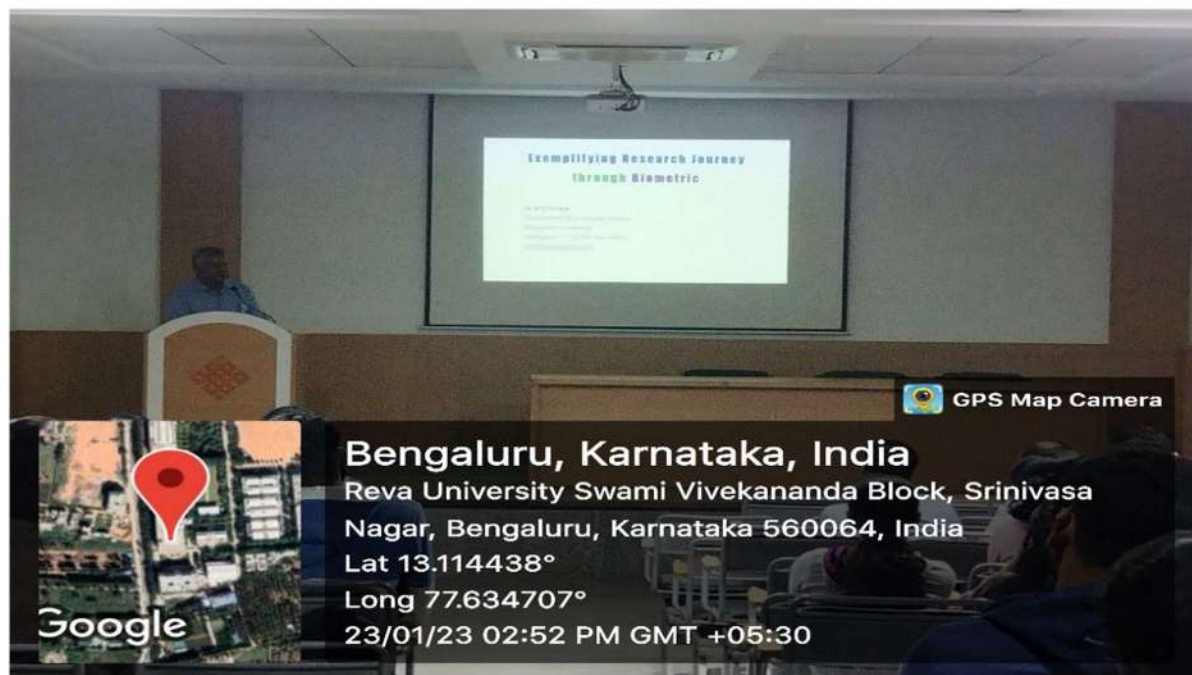 Exemplifying Research Journey
through Biometric
GPS Map Camera
Bengaluru, Karnataka, India
Reva University Swami Vivekananda Block, Srinivasa
Nagar, Bengaluru, Karnataka 560064, India
Lat 13.114438°
Long 77.634707°
23/01/23 02:52 PM GMT +05:30
Google